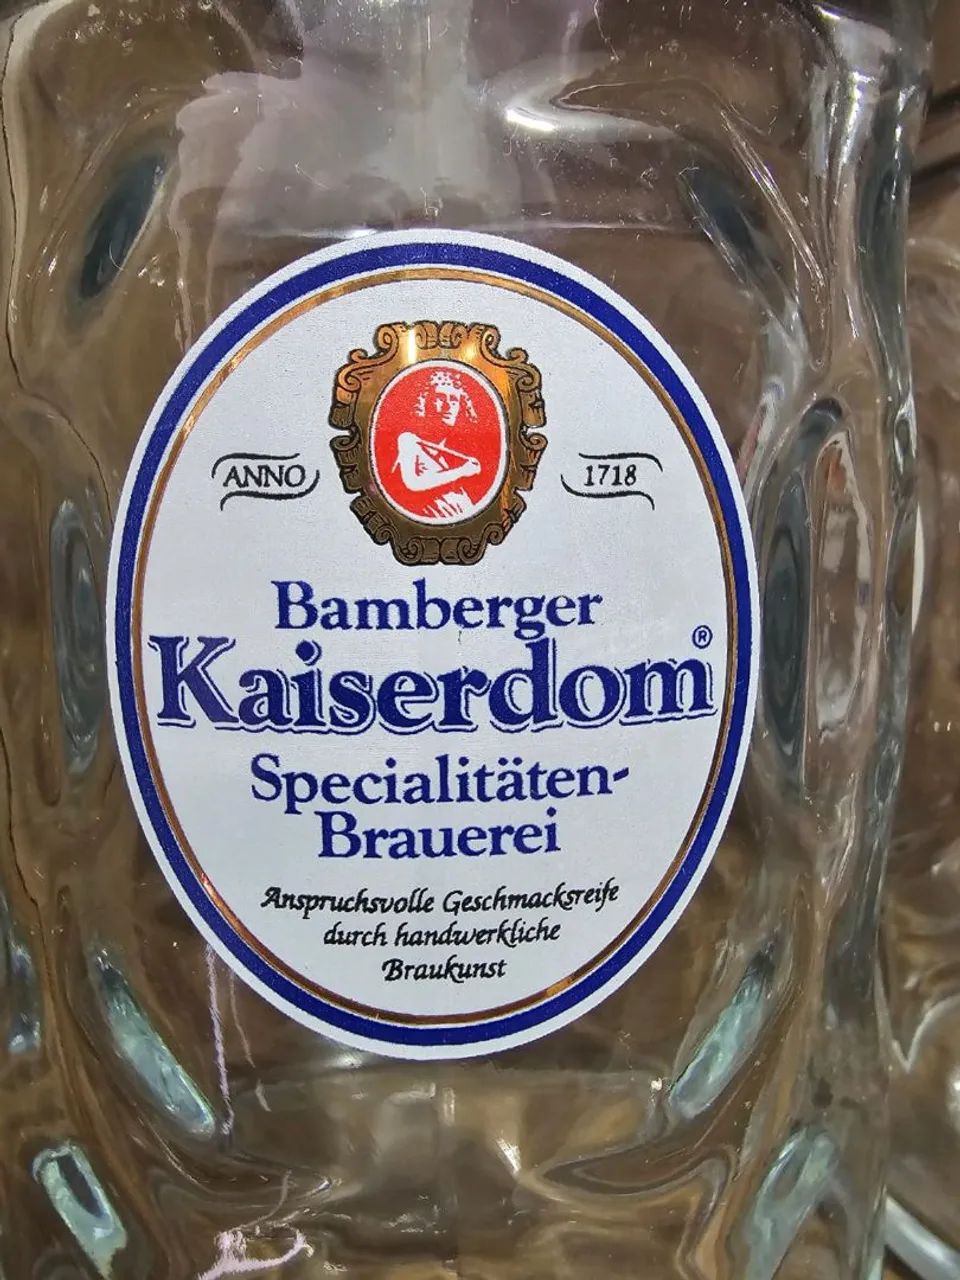 ANNO 1718
Bamberger
Kaiserdom®
Specialitäten-
Brauerei
Anspruchsvolle Geschmacksreife
durch handwerkliche
Braukunst